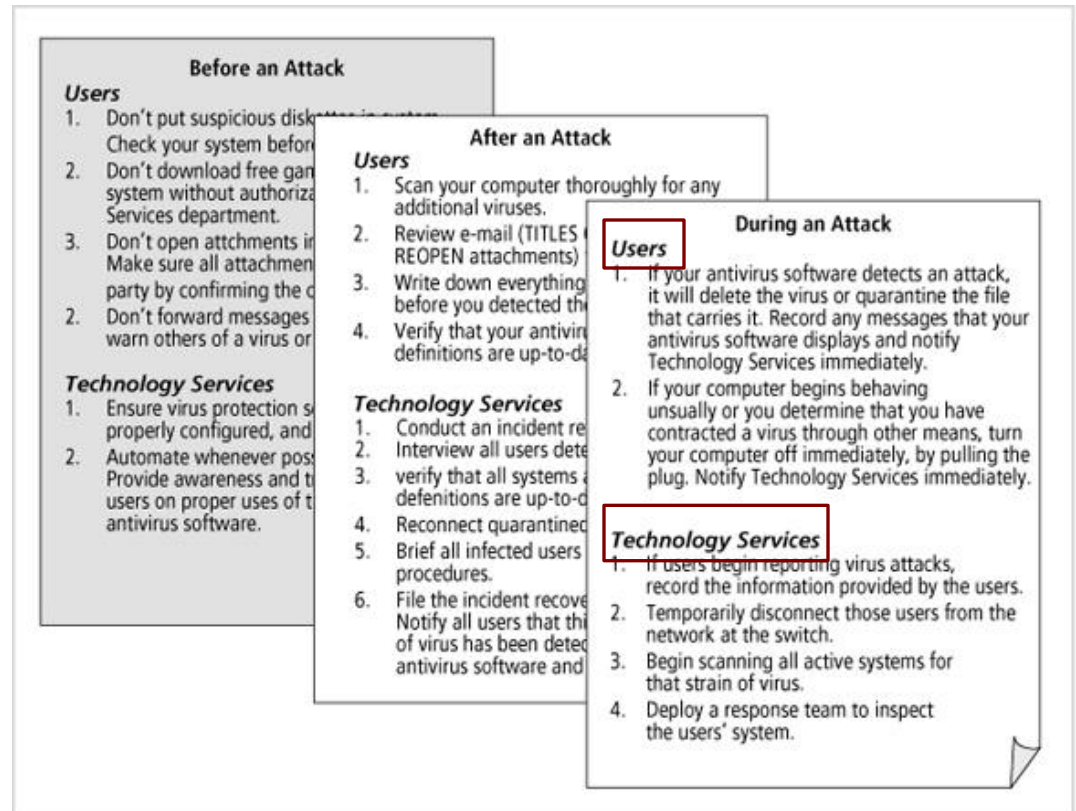 Before an Attack
Users
1. Don't put suspicious diskettes in system
Check your system before
2. Don't download free gam
system without authoriza
Services department.
3. Don't open attchments in
Make sure all attachmen
party by confirming the
2. Don't forward messages
warn others of a virus or
Technology Services
1. Ensure virus protection s
properly configured, and
2. Automate whenever poss
Provide awareness and t
users on proper uses of t
antivirus software.
After an Attack
Users
1. Scan your computer thoroughly for any
additional viruses.
2. Review e-mail (TITLES
REOPEN attachments)
3. Write down everything
before you detected the
4. Verify that your antiviru
definitions are up-to-da
Technology Services
1. Conduct an incident re
2. Interview all users dete
3. verify that all systems
defenitions are up-to-d
4. Reconnect quarantined
5. Brief all infected users
procedures.
6. File the incident recove
Notify all users that thi
of virus has been detec
antivirus software and
During an Attack
Users
1. If your antivirus software detects an attack,
it will delete the virus or quarantine the file
that carries it. Record any messages that your
antivirus software displays and notify
Technology Services immediately.
2. If your computer begins behaving
unsually or you determine that you have
contracted a virus through other means, turn
your computer off immediately, by pulling the
plug. Notify Technology Services immediately.
Technology Services
1. If users begin reporting virus attacks,
record the information provided by the users.
2. Temporarily disconnect those users from the
network at the switch.
3. Begin scanning all active systems for
that strain of virus.
4. Deploy a response team to inspect
the users' system.